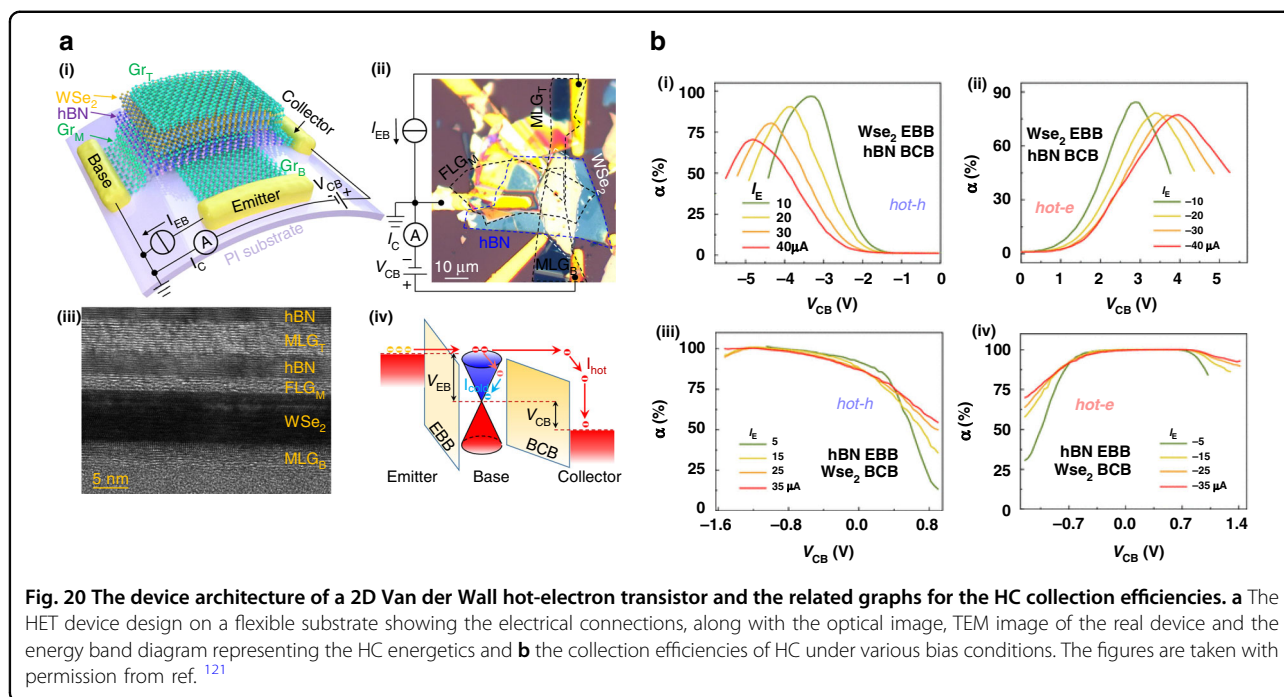 a
(i)
Gr_T
WSe₂
hBN
Gr_M
Collector
Base
Gr_B
V_CB
+
I_EB
Emitter
A
I_C
PI substrate
(ii)
MLG_T
I_EB
FLG_M
WSe₂
I_C
A
hBN
V_CB
−
+
10 μm
MLG_B
(iii)
hBN
MLG_T
hBN
FLG_M
WSe₂
MLG_B
5 nm
(iv)
I_hot
V_EB
V_CB
EBB
BCB
Emitter
Base
Collector
b
(i)
100
75
50
25
0
α (%)
Wse₂ EBB
hBN BCB
I_E
10
20
30
40μA
hot-h
−5 −4 −3 −2 −1 0
V_CB (V)
(ii)
90
60
30
0
α (%)
Wse₂ EBB
hBN BCB
I_E
−10
−20
−30
−40 μA
hot-e
0 1 2 3 4 5
V_CB (V)
(iii)
100
75
50
25
0
α (%)
hot-h
I_E
5
15
25
35 μA
hBN EBB
Wse₂ BCB
−1.6 −0.8 0.0 0.8
V_CB (V)
(iv)
100
75
50
25
0
α (%)
hot-e
I_E
−5
−15
−25
−35 μA
hBN EBB
Wse₂ BCB
−0.7 0.0 0.7 1.4
V_CB (V)
Fig. 20 The device architecture of a 2D Van der Wall hot-electron transistor and the related graphs for the HC collection efficiencies. a The
HET device design on a flexible substrate showing the electrical connections, along with the optical image, TEM image of the real device and the
energy band diagram representing the HC energetics and b the collection efficiencies of HC under various bias conditions. The figures are taken with
permission from ref. ¹²¹